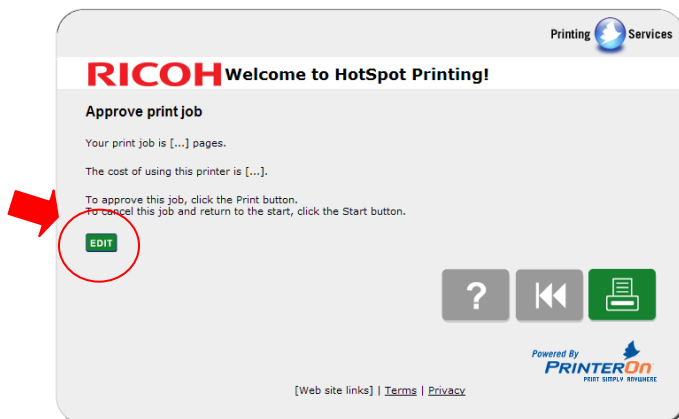 Printing Services
RICOH Welcome to HotSpot Printing!
Approve print job
Your print job is [...] pages.
The cost of using this printer is [...].
To approve this job, click the Print button.
To cancel this job and return to the start, click the Start button.
EDIT
?
Powered By
PRINTERON
PRINT SIMPLY ANYWHERE
[Web site links] | Terms | Privacy